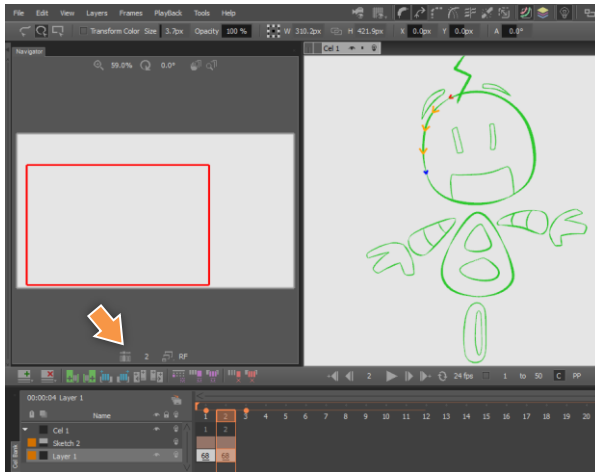 File Edit View Layers Frames PlayBack Tools Help
Transform Color Size 3.7px Opacity 100 % W 310.2px H 421.9px X 0.0px Y 0.0px A 0.0°
Navigator
Cel 1
59.0% 0.0°
2 RF
2 24 fps 1 to 50 C PP
00:00:04 Layer 1
Name 1 2 3 4 5 6 7 8 9 10 11 12 13 14 15 16 17 18 19 20
Cel 1 1 2
Sketch 2
Layer 1 68 68
Cel Bank